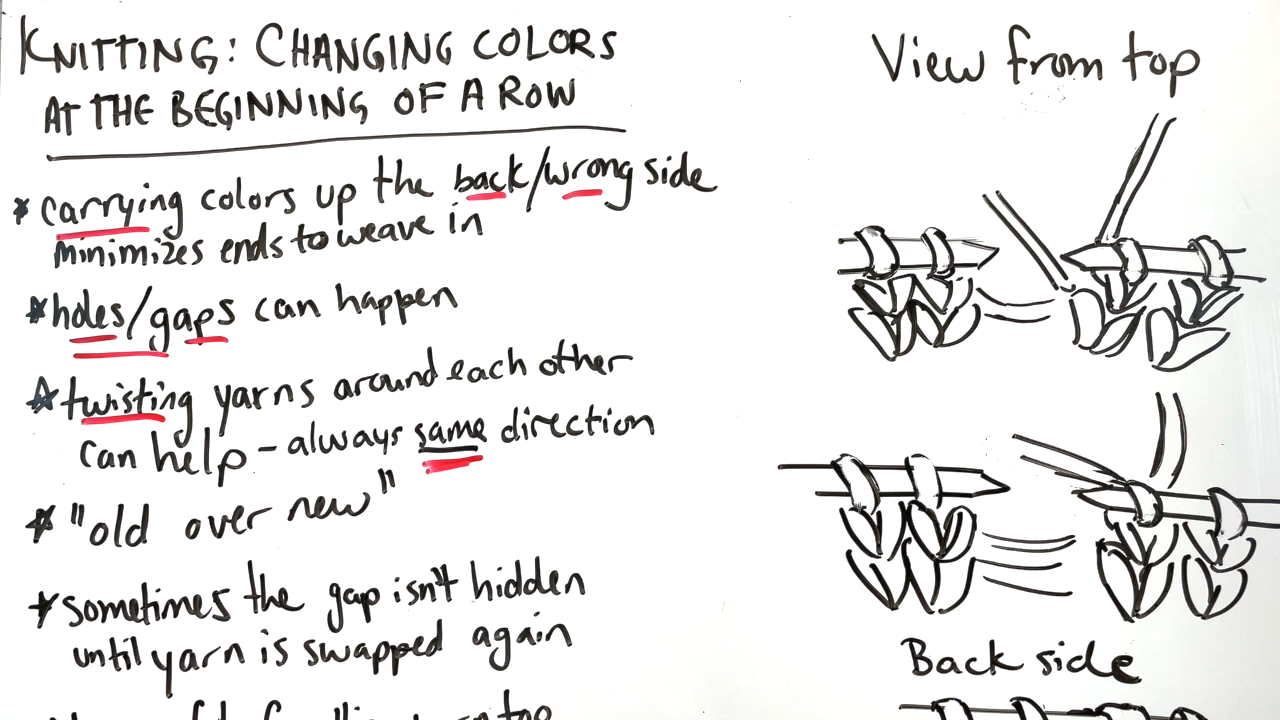 KNITTING: CHANGING COLORS
AT THE BEGINNING OF A ROW
* carrying colors up the back/wrong side
minimizes ends to weave in
* holes/gaps can happen
* twisting yarns around each other
can help - always same direction
* "old over new"
* sometimes the gap isn't hidden
until yarn is swapped again
View from top
Back side